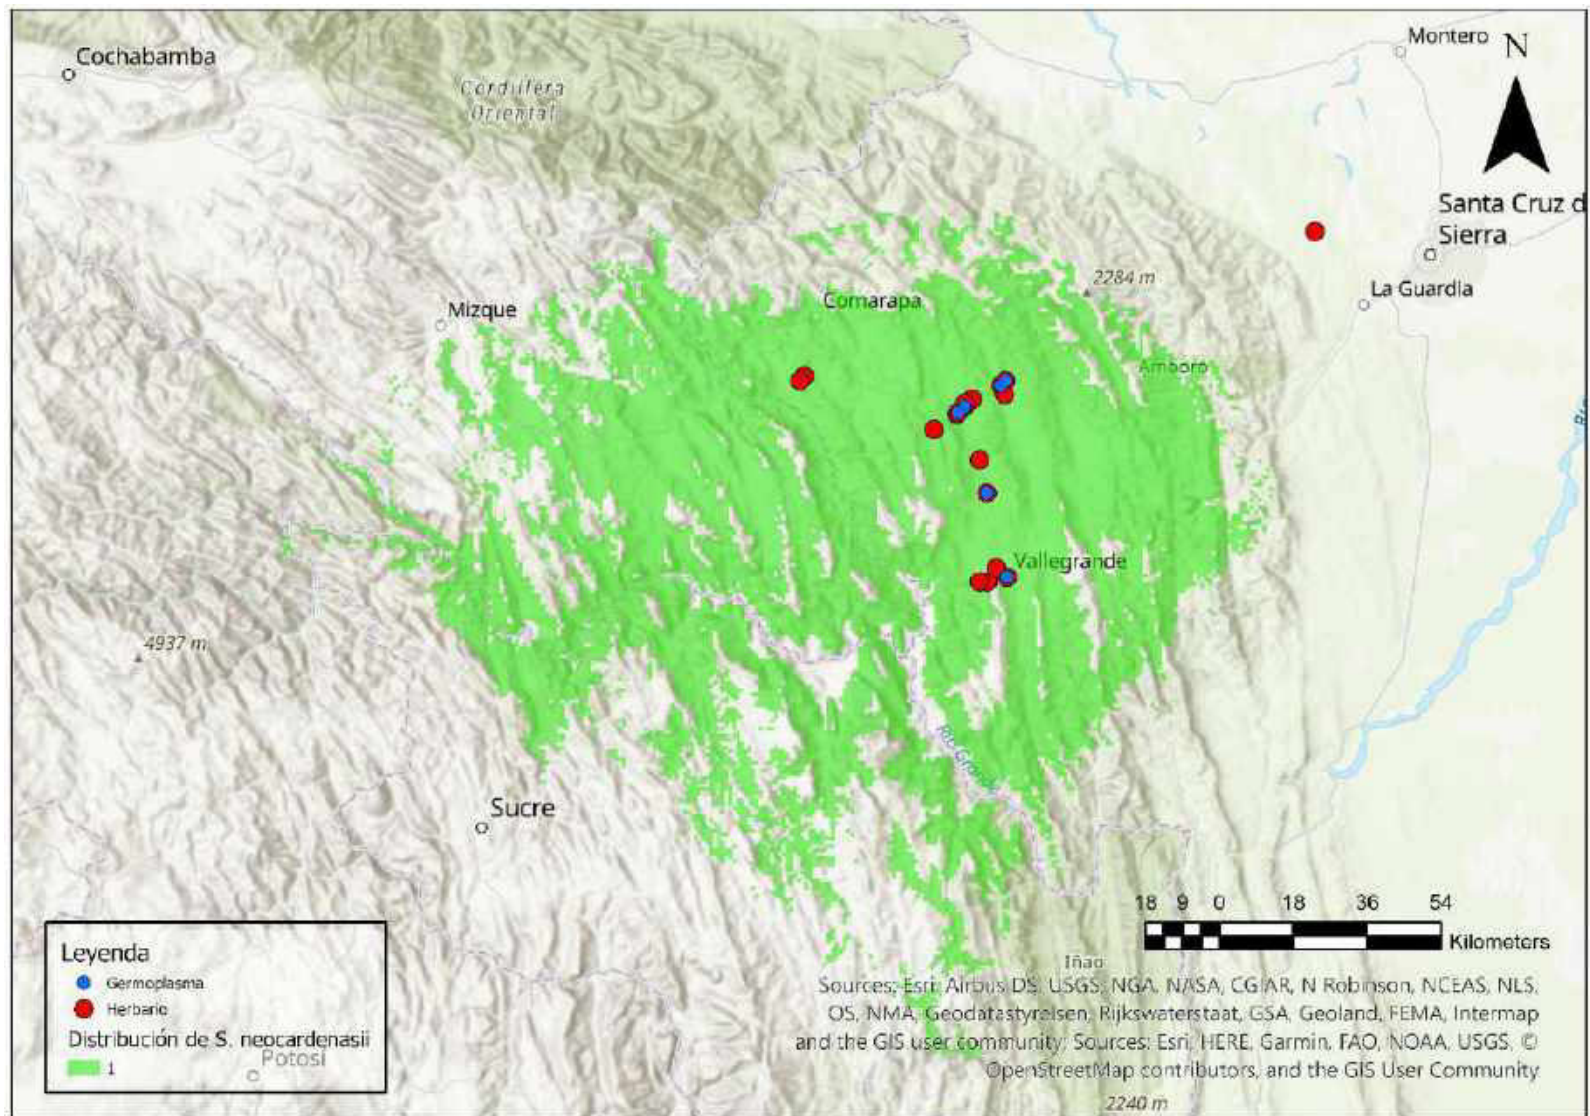 Cochabamba
Cordillera
Oriental
Montero
N
Santa Cruz d
Sierra
2284 m
La Guardia
Comarapa
Mizque
Amboro
Vallegrande
4937 m
Río Grande
Sucre
18 9 0 18 36 54
Kilometers
Iñao
Leyenda
Germoplasma
Herbario
Distribución de S. neocardenasii
1
Potosí
Sources: Esri, Airbus DS, USGS, NGA, NASA, CGIAR, N Robinson, NCEAS, NLS,
OS, NMA, Geodatastyrelsen, Rijkswaterstaat, GSA, Geoland, FEMA, Intermap
and the GIS user community; Sources: Esri, HERE, Garmin, FAO, NOAA, USGS, ©
OpenStreetMap contributors, and the GIS User Community
2240 m